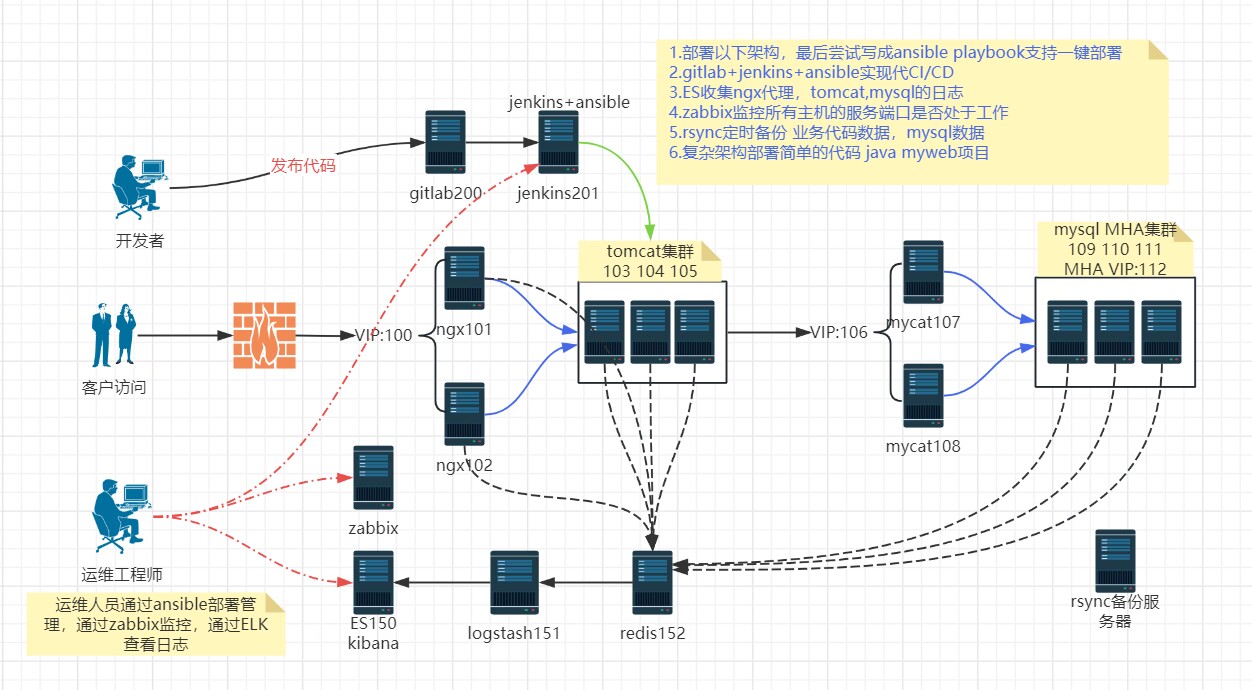 1.部署以下架构，最后尝试写成ansible playbook支持一键部署
2.gitlab+jenkins+ansible实现代CI/CD
3.ES收集ngx代理，tomcat,mysql的日志
4.zabbix监控所有主机的服务端口是否处于工作
5.rsync定时备份 业务代码数据，mysql数据
6.复杂架构部署简单的代码 java myweb项目
jenkins+ansible
发布代码
gitlab200
jenkins201
开发者
tomcat集群
103 104 105
mysql MHA集群
109 110 111
MHA VIP:112
ngx101
VIP:100
VIP:106
mycat107
客户访问
ngx102
mycat108
zabbix
运维工程师
运维人员通过ansible部署管
理，通过zabbix监控，通过ELK
查看日志
ES150
kibana
logstash151
redis152
rsync备份服
务器